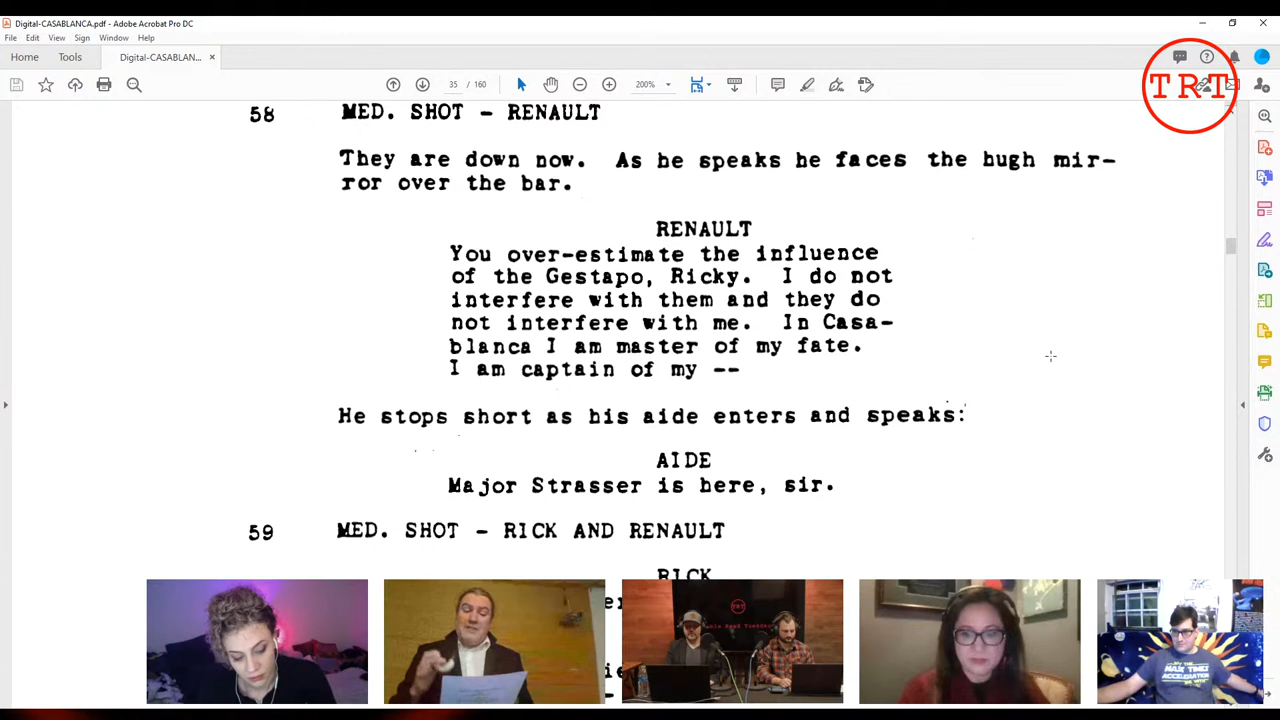 Digital-CASABLANCA.pdf - Adobe Acrobat Pro DC
File Edit View Sign Window Help
Home Tools Digital-CASABLAN... ×
35 / 160 200%
TRT
58 MED. SHOT - RENAULT
They are down now. As he speaks he faces the hugh mir-
ror over the bar.
RENAULT
You over-estimate the influence
of the Gestapo, Ricky. I do not
interfere with them and they do
not interfere with me. In Casa-
blanca I am master of my fate.
I am captain of my --
He stops short as his aide enters and speaks:
AIDE
Major Strasser is here, sir.
59 MED. SHOT - RICK AND RENAULT
RICK
TRT